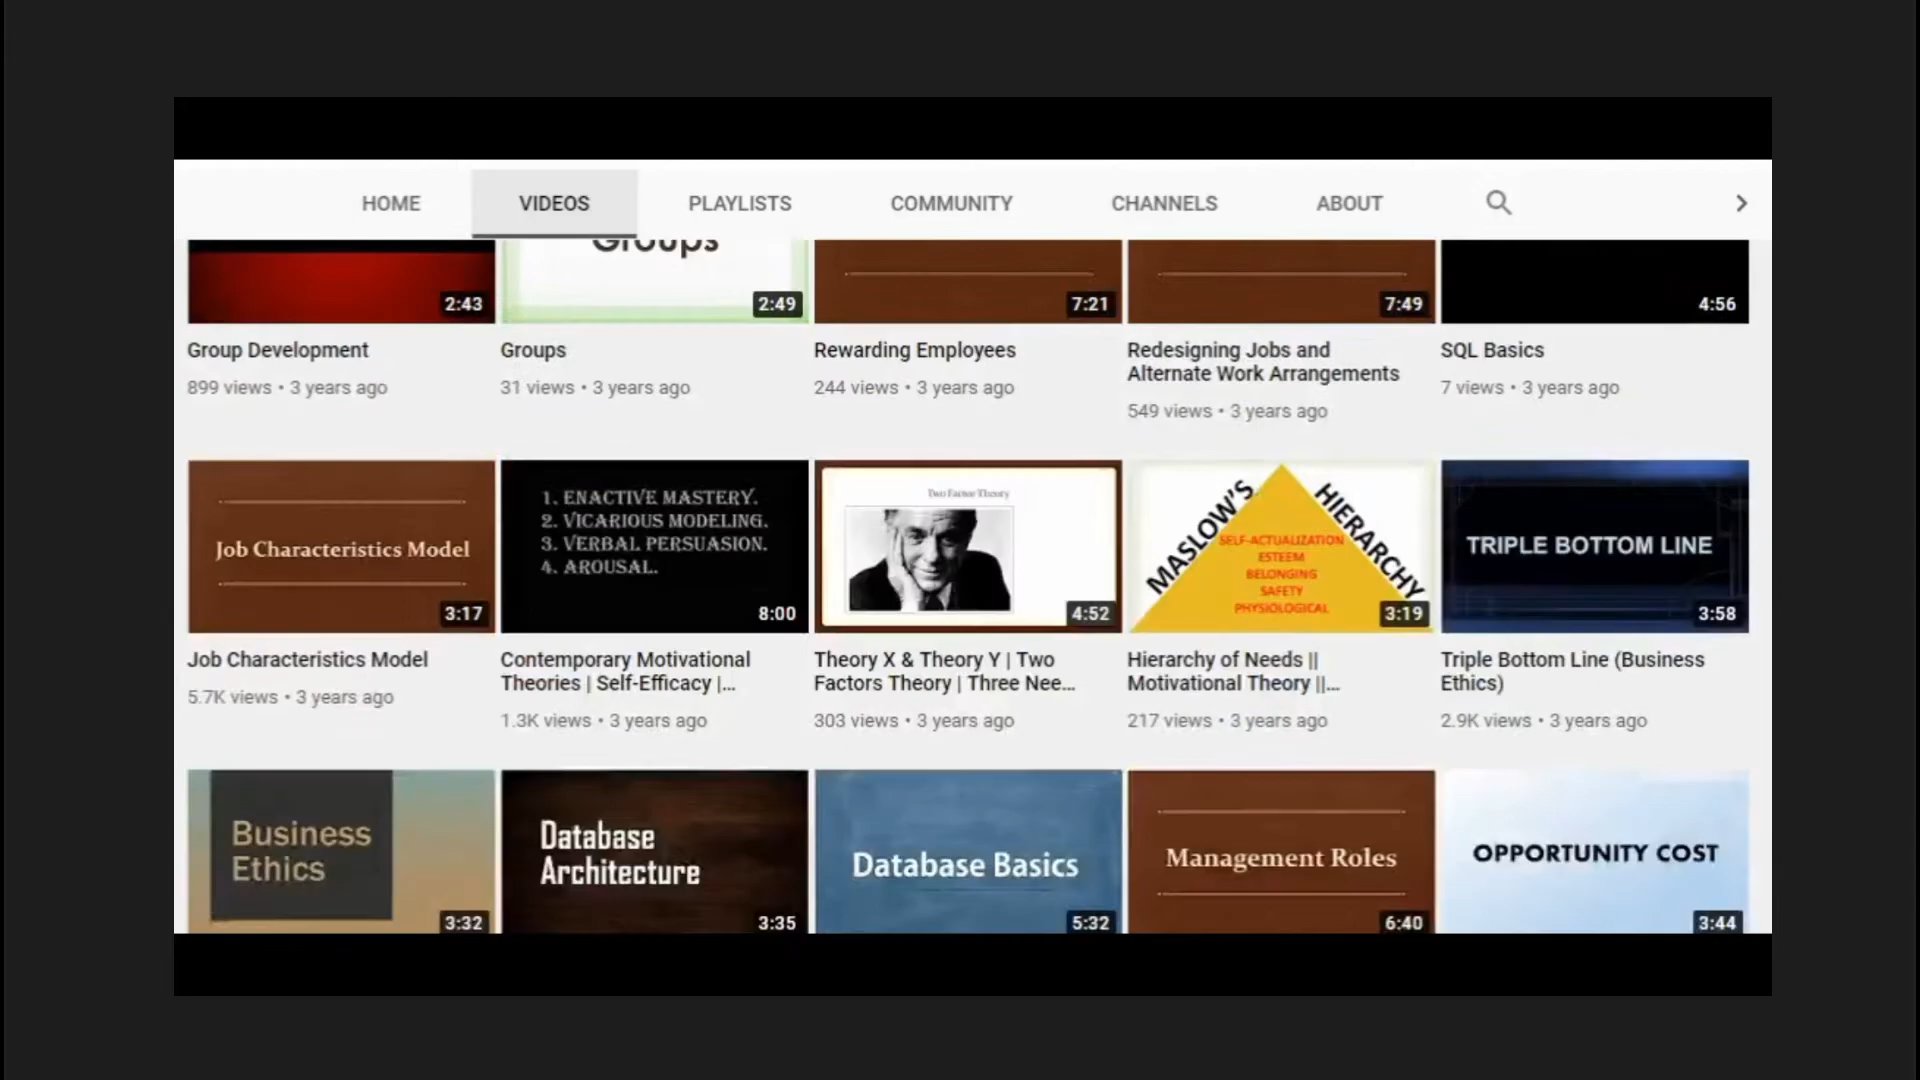 HOME VIDEOS PLAYLISTS COMMUNITY CHANNELS ABOUT
Groups
2:43 2:49 7:21 7:49 4:56
Group Development
899 views • 3 years ago
Groups
31 views • 3 years ago
Rewarding Employees
244 views • 3 years ago
Redesigning Jobs and
Alternate Work Arrangements
549 views • 3 years ago
SQL Basics
7 views • 3 years ago
Job Characteristics Model
3:17
1. ENACTIVE MASTERY.
2. VICARIOUS MODELING.
3. VERBAL PERSUASION.
4. AROUSAL.
8:00
Two Factor Theory
4:52
MASLOW'S HIERARCHY
SELF-ACTUALIZATION
ESTEEM
BELONGING
SAFETY
PHYSIOLOGICAL
3:19
TRIPLE BOTTOM LINE
3:58
Job Characteristics Model
5.7K views • 3 years ago
Contemporary Motivational
Theories | Self-Efficacy |...
1.3K views • 3 years ago
Theory X & Theory Y | Two
Factors Theory | Three Nee...
303 views • 3 years ago
Hierarchy of Needs ||
Motivational Theory ||...
217 views • 3 years ago
Triple Bottom Line (Business
Ethics)
2.9K views • 3 years ago
Business
Ethics
3:32
Database
Architecture
3:35
Database Basics
5:32
Management Roles
6:40
OPPORTUNITY COST
3:44